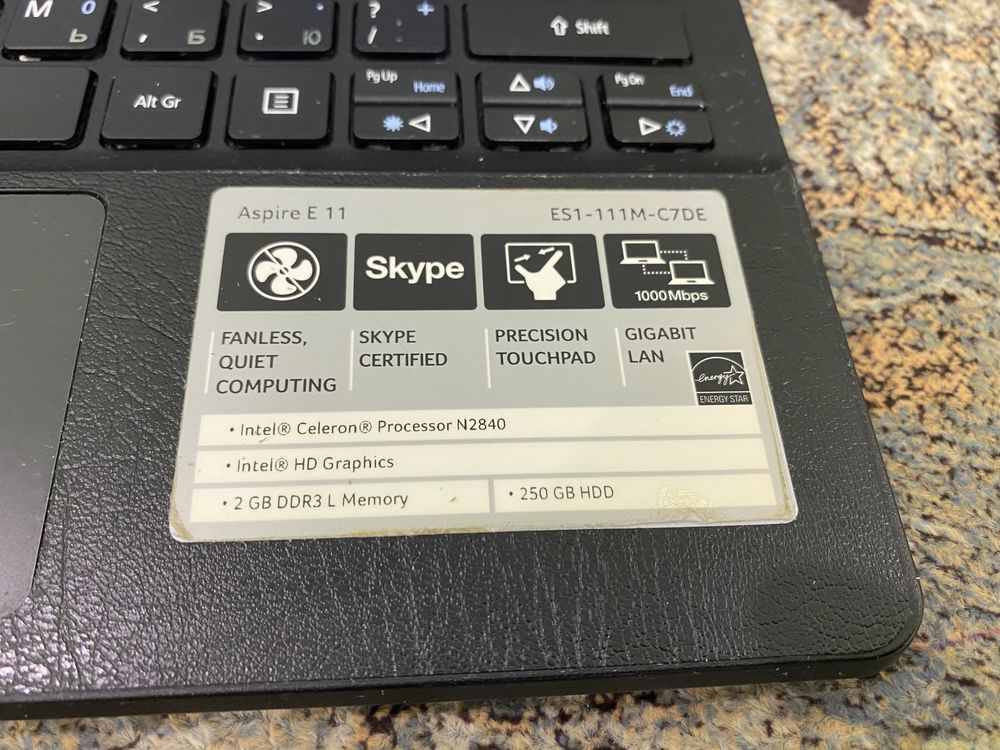 M O < > ? +
Ь , Б . Ю /
Shift
Alt Gr
Pg Up Home Pg Dn End
Aspire E 11 ES1-111M-C7DE
Skype
1000Mbps
FANLESS,
QUIET
COMPUTING
SKYPE
CERTIFIED
PRECISION
TOUCHPAD
GIGABIT
LAN
energy
ENERGY STAR
• Intel® Celeron® Processor N2840
• Intel® HD Graphics
• 2 GB DDR3 L Memory
• 250 GB HDD